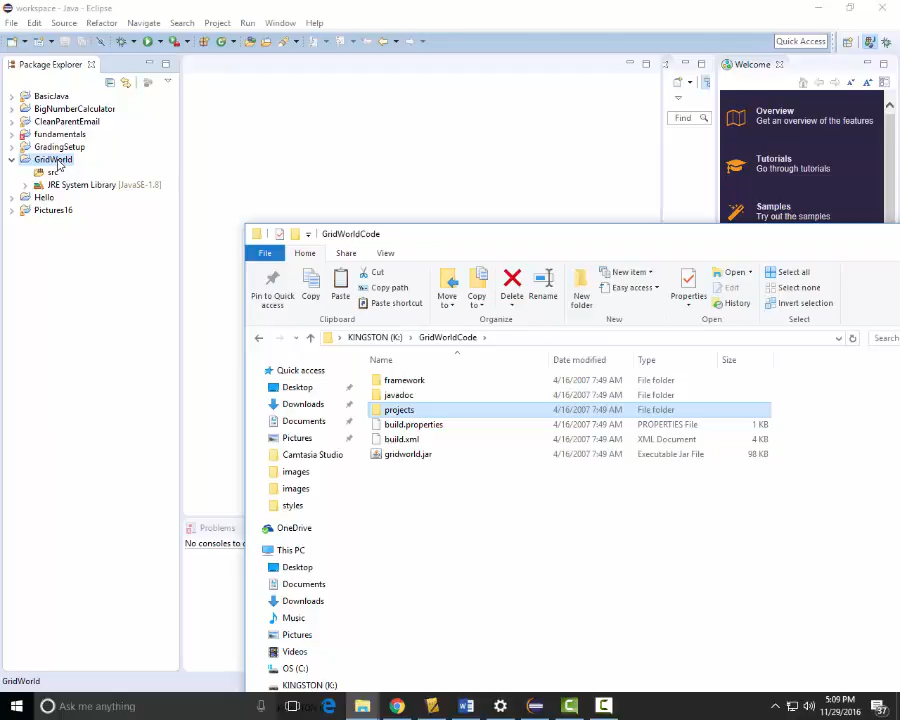 workspace - Java - Eclipse
File Edit Source Refactor Navigate Search Project Run Window Help
Quick Access
Package Explorer
Welcome
BasicJava
BigNumberCalculator
CleanParentEmail
fundamentals
GradingSetup
GridWorld
src
JRE System Library [JavaSE-1.8]
Hello
Pictures16
Find
Overview
Get an overview of the features
Tutorials
Go through tutorials
Samples
Try out the samples
GridWorldCode
File Home Share View
Pin to Quick access
Copy
Paste
Cut
Copy path
Paste shortcut
Clipboard
Move to
Copy to
Delete
Rename
Organize
New folder
New item
Easy access
New
Properties
Open
Edit
History
Open
Select all
Select none
Invert selection
Select
KINGSTON (K:) > GridWorldCode >
Search
Name Date modified Type Size
framework 4/16/2007 7:49 AM File folder
javadoc 4/16/2007 7:49 AM File folder
projects 4/16/2007 7:49 AM File folder
build.properties 4/16/2007 7:49 AM PROPERTIES File 1 KB
build.xml 4/16/2007 7:49 AM XML Document 4 KB
gridworld.jar 4/16/2007 7:49 AM Executable Jar File 98 KB
Quick access
Desktop
Downloads
Documents
Pictures
Camtasia Studio
images
images
styles
OneDrive
This PC
Desktop
Documents
Downloads
Music
Pictures
Videos
OS (C:)
KINGSTON (K:)
Problems
No consoles to
GridWorld
Ask me anything
5:09 PM
11/29/2016
37